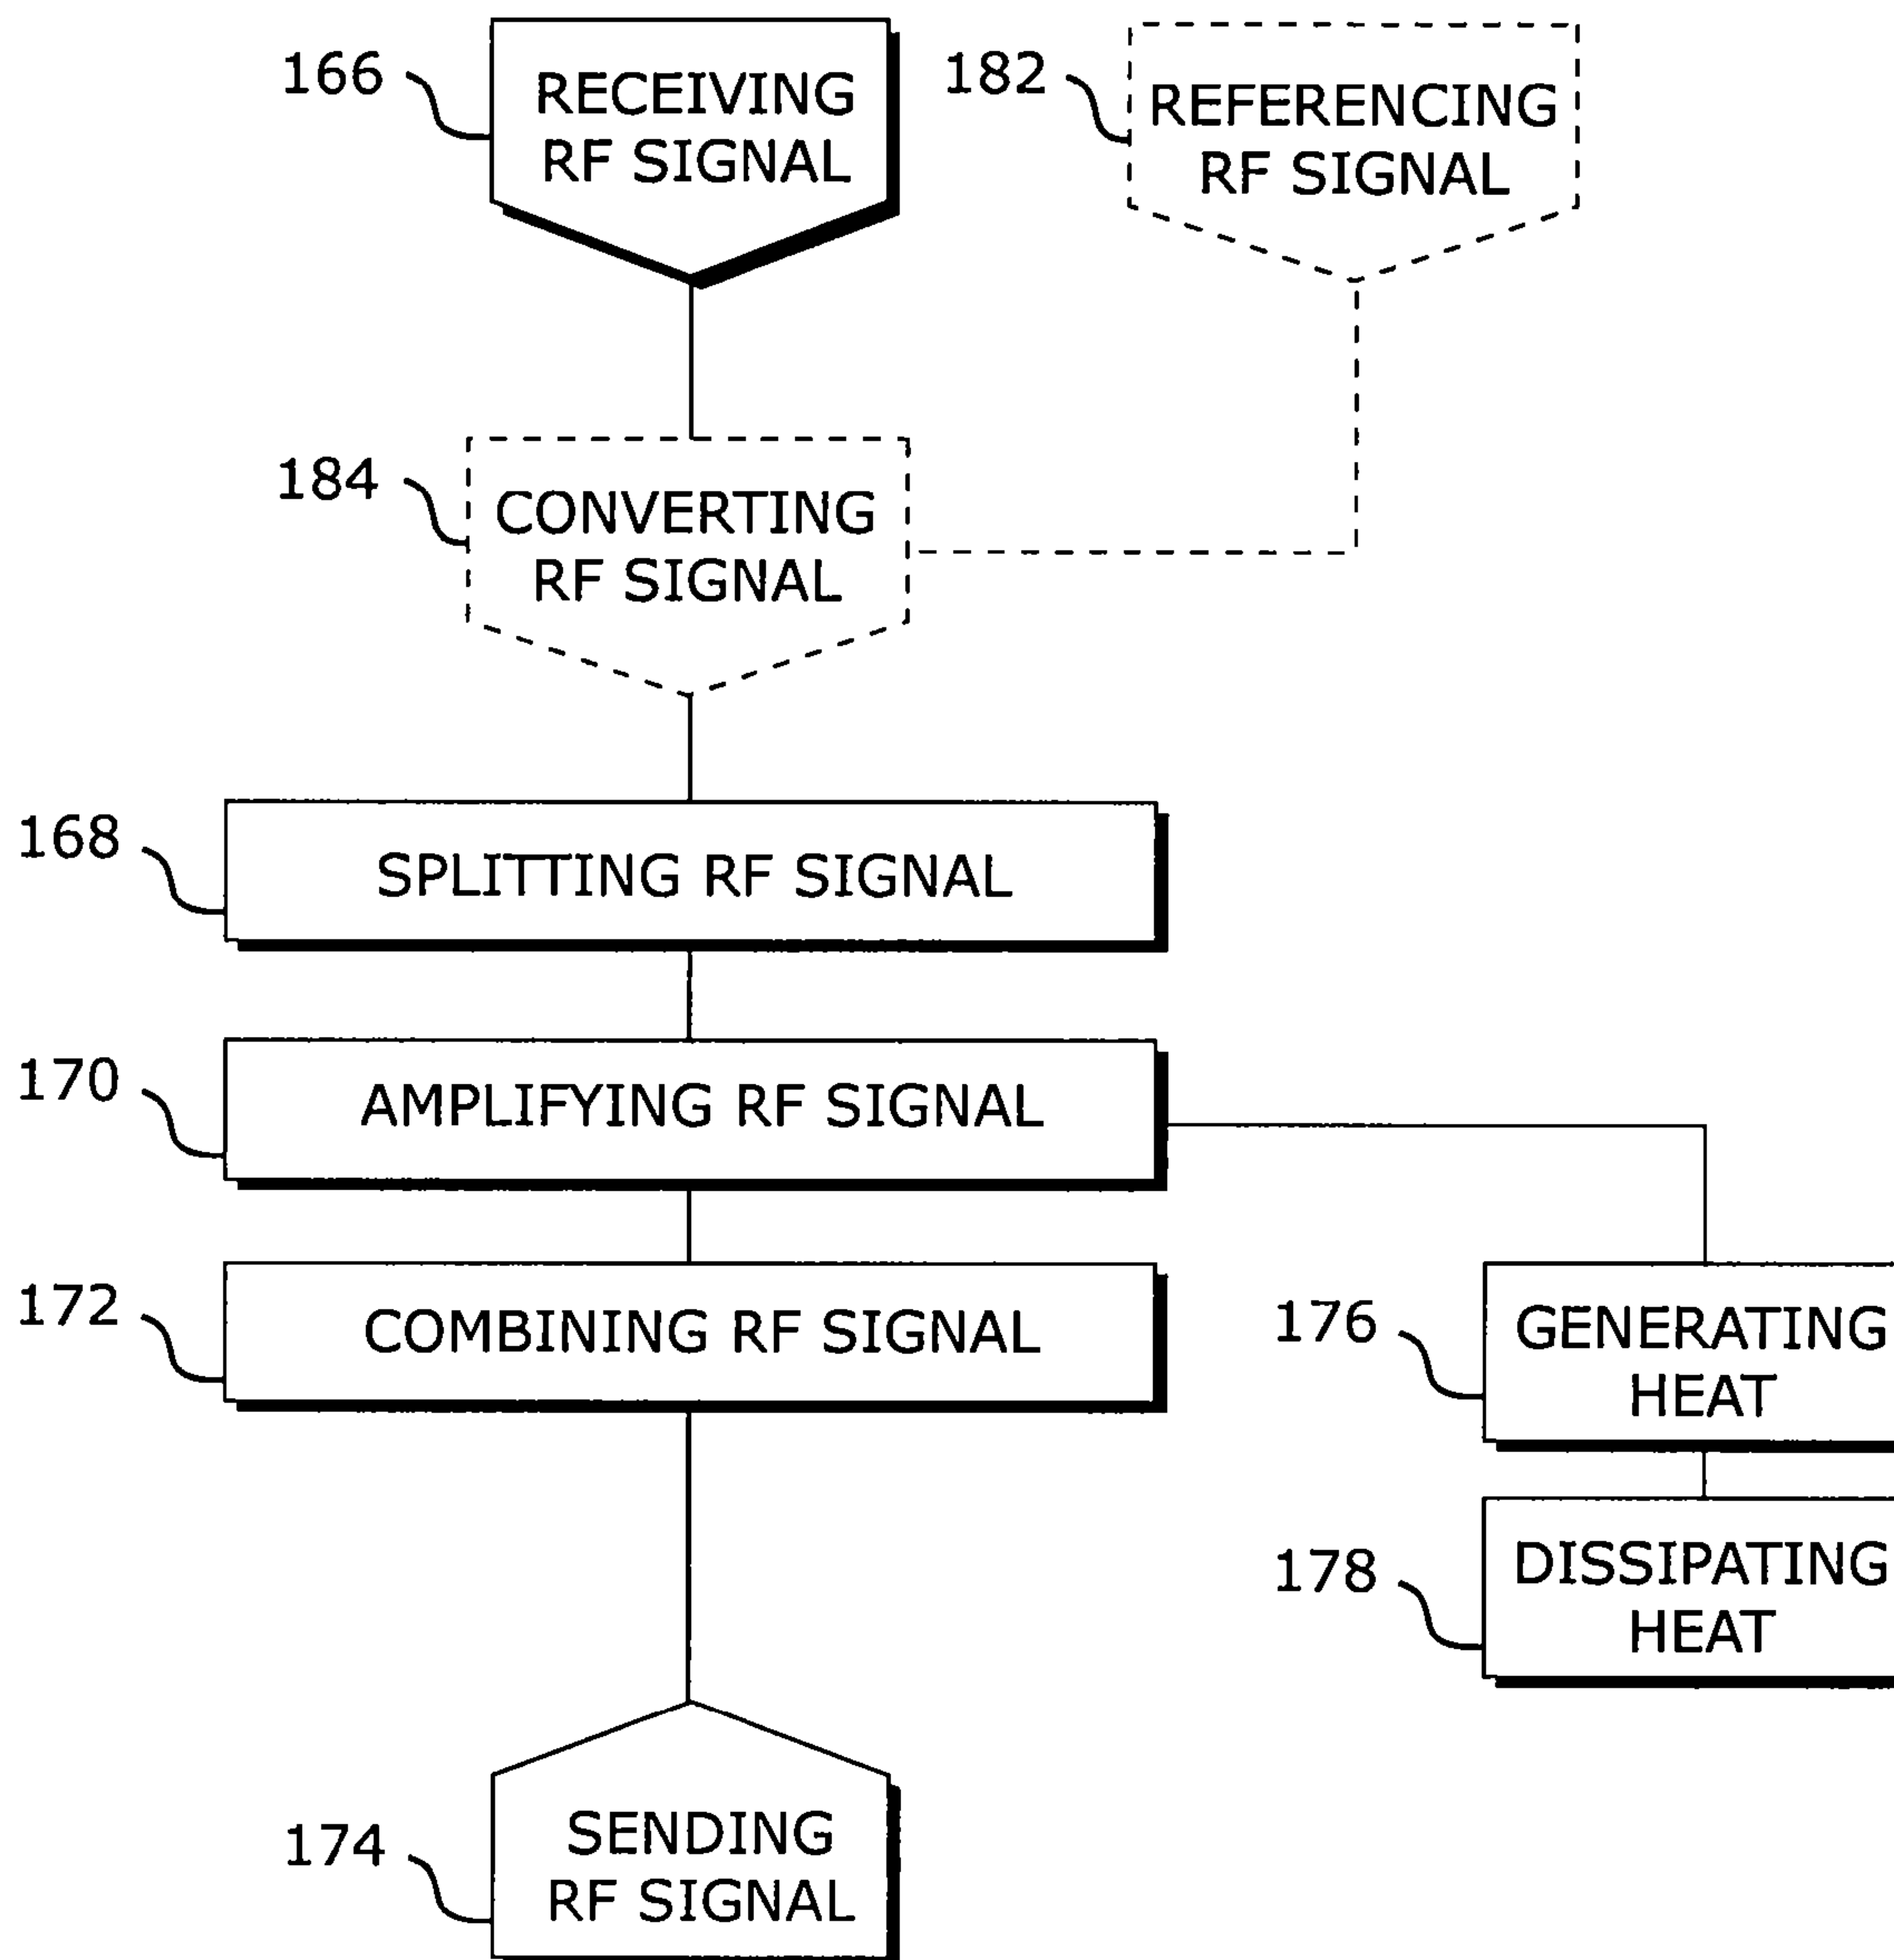 166
RECEIVING
RF SIGNAL
182
REFERENCING
RF SIGNAL
184
CONVERTING
RF SIGNAL
168
SPLITTING RF SIGNAL
170
AMPLIFYING RF SIGNAL
172
COMBINING RF SIGNAL
176
GENERATING
HEAT
178
DISSIPATING
HEAT
174
SENDING
RF SIGNAL